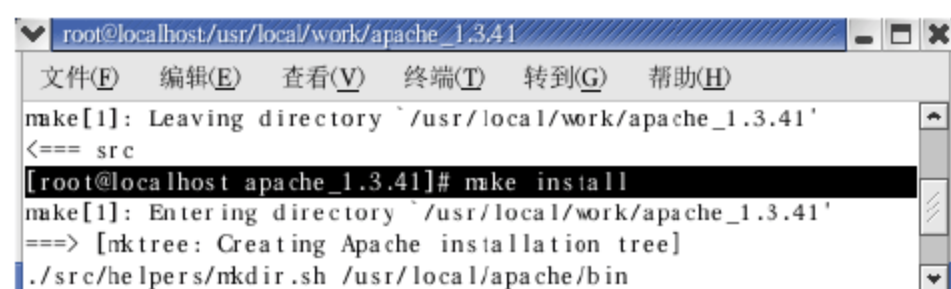 root@localhost:/usr/local/work/apache_1.3.41
文件(F) 编辑(E) 查看(V) 终端(T) 转到(G) 帮助(H)
make[1]: Leaving directory `/usr/local/work/apache_1.3.41'
<=== src
[root@localhost apache_1.3.41]# make install
make[1]: Entering directory `/usr/local/work/apache_1.3.41'
===> [mktree: Creating Apache installation tree]
./src/helpers/mkdir.sh /usr/local/apache/bin